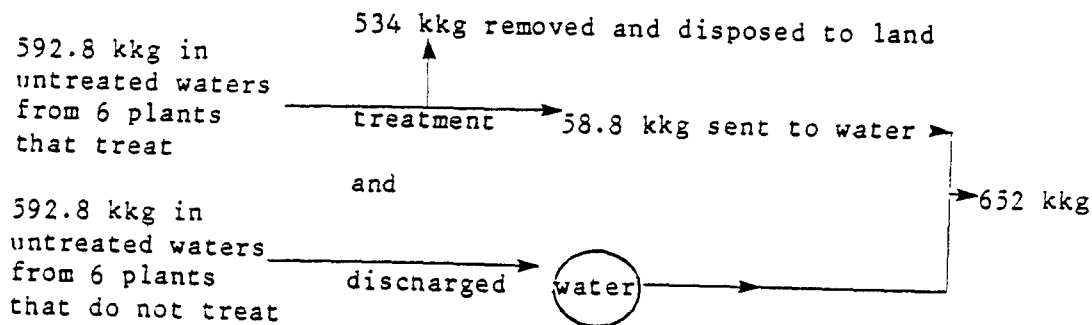 534 kkg removed and disposed to land
592.8 kkg in
untreated waters
from 6 plants
that treat
treatment
58.8 kkg sent to water
and
652 kkg
592.8 kkg in
untreated waters
from 6 plants
that do not treat
discnarged
water